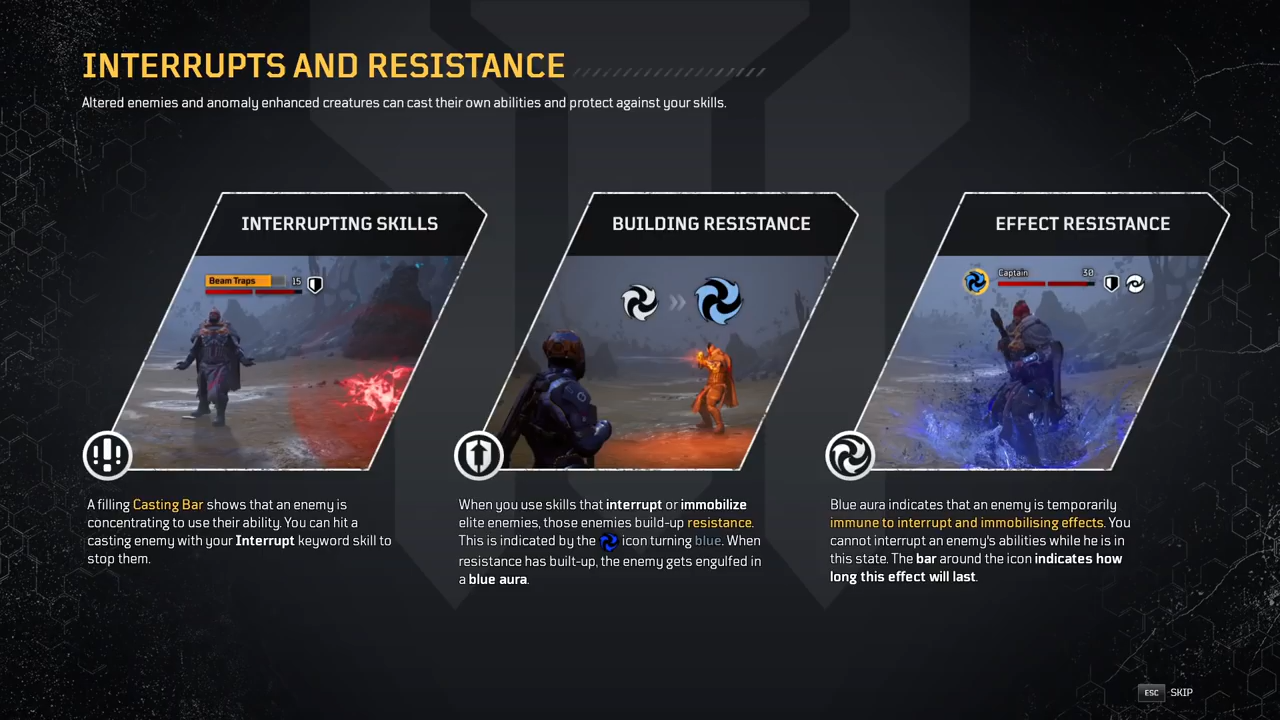 INTERRUPTS AND RESISTANCE
Altered enemies and anomaly enhanced creatures can cast their own abilities and protect against your skills.
INTERRUPTING SKILLS
Beam Traps 15
A filling Casting Bar shows that an enemy is
concentrating to use their ability. You can hit a
casting enemy with your Interrupt keyword skill to
stop them.
BUILDING RESISTANCE
When you use skills that interrupt or immobilize
elite enemies, those enemies build-up resistance.
This is indicated by the icon turning blue. When
resistance has built-up, the enemy gets engulfed in
a blue aura.
EFFECT RESISTANCE
Captain 30
Blue aura indicates that an enemy is temporarily
immune to interrupt and immobilising effects. You
cannot interrupt an enemy's abilities while he is in
this state. The bar around the icon indicates how
long this effect will last.
ESC SKIP